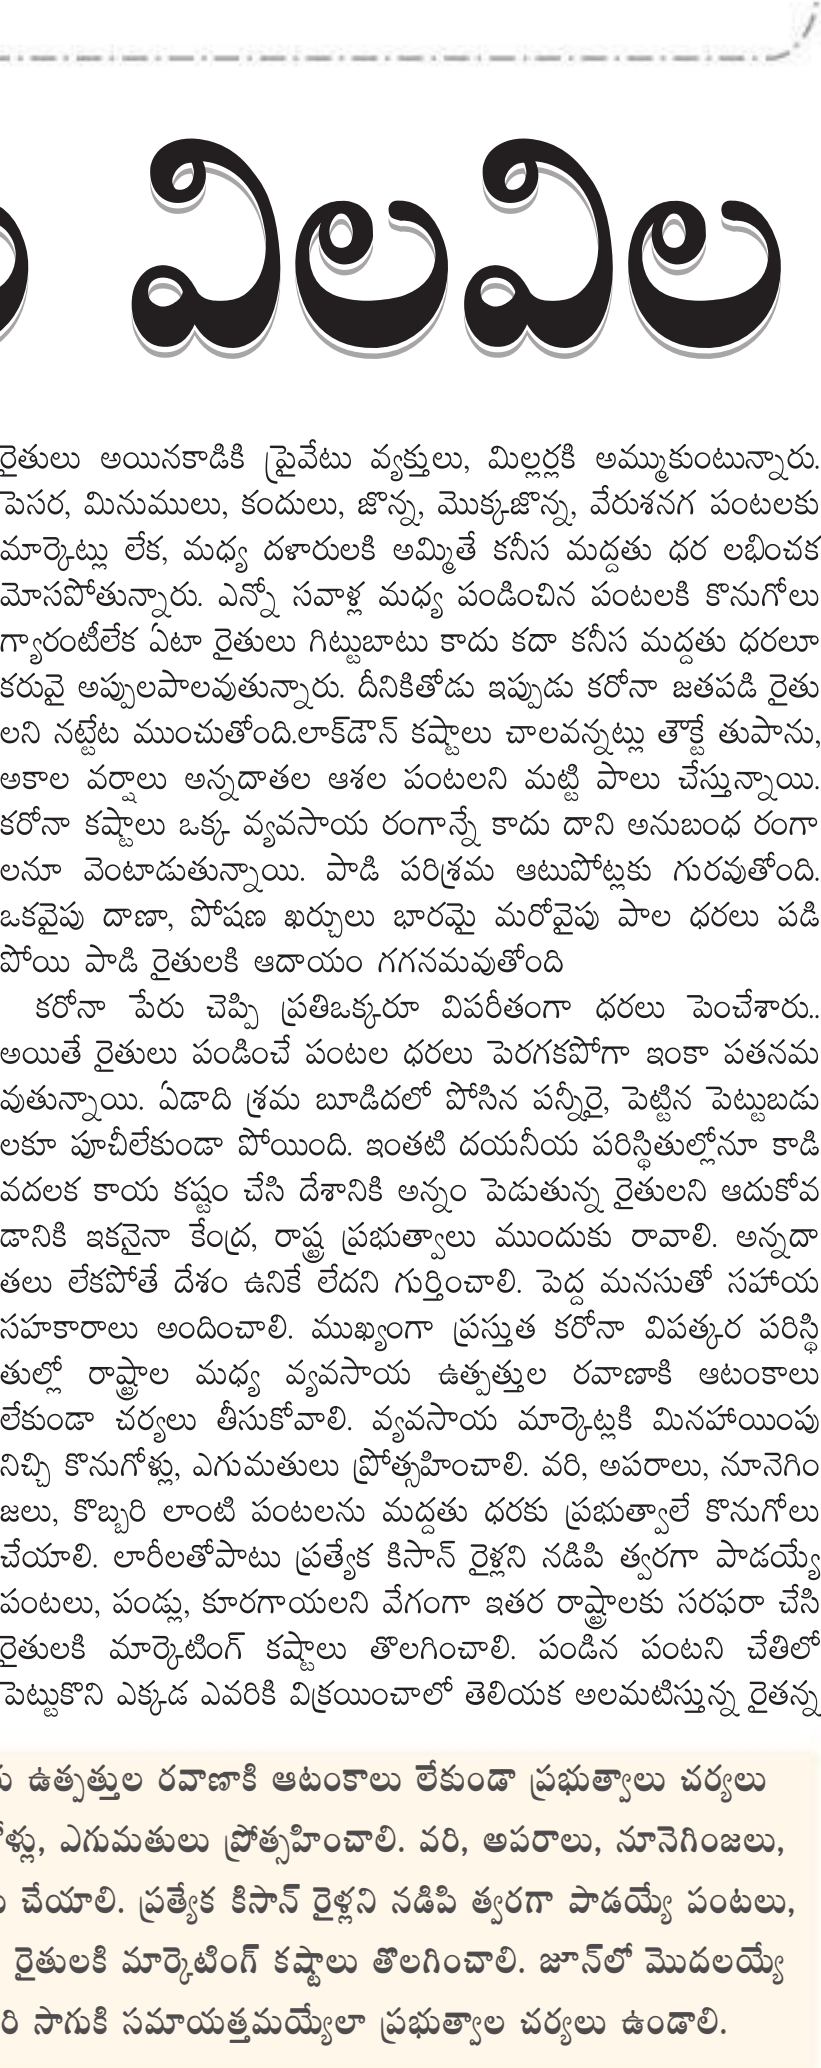 విలవిల
రైతులు అయినకాడికి ప్రైవేటు వ్యక్తులు, మిల్లర్లకి అమ్ముకుంటున్నారు.
పెసర, మినుములు, కందులు, జొన్న, మొక్కజొన్న, వేరుశనగ పంటలకు
మార్కెట్లు లేక, మధ్య దళారులకి అమ్మితే కనీస మద్దతు ధర లభించక
మోసపోతున్నారు. ఎన్నో సవాళ్ల మధ్య పండించిన పంటలకి కొనుగోలు
గ్యారంటీలేక ఏటా రైతులు గిట్టుబాటు కాదు కదా కనీస మద్దతు ధరలూ
కరువై అప్పులపాలవుతున్నారు. దీనికితోడు ఇప్పుడు కరోనా జతపడి రైతు
లని నట్టేట ముంచుతోంది.లాక్‌డౌన్ కష్టాలు చాలవన్నట్లు తౌక్టే తుపాను,
అకాల వర్షాలు అన్నదాతల ఆశల పంటలని మట్టి పాలు చేస్తున్నాయి.
కరోనా కష్టాలు ఒక్క వ్యవసాయ రంగాన్నే కాదు దాని అనుబంధ రంగా
లనూ వెంటాడుతున్నాయి. పాడి పరిశ్రమ ఆటుపోట్లకు గురవుతోంది.
ఒకవైపు దాణా, పోషణ ఖర్చులు భారమై మరోవైపు పాల ధరలు పడి
పోయి పాడి రైతులకి ఆదాయం గగనమవుతోంది
కరోనా పేరు చెప్పి ప్రతిఒక్కరూ విపరీతంగా ధరలు పెంచేశారు..
అయితే రైతులు పండించే పంటల ధరలు పెరగకపోగా ఇంకా పతనమ
వుతున్నాయి. ఏడాది శ్రమ బూడిదలో పోసిన పన్నీరై, పెట్టిన పెట్టుబడు
లకూ పూచీలేకుండా పోయింది. ఇంతటి దయనీయ పరిస్థితుల్లోనూ కాడి
వదలక కాయ కష్టం చేసి దేశానికి అన్నం పెడుతున్న రైతులని ఆదుకోవ
డానికి ఇకనైనా కేంద్ర, రాష్ట్ర ప్రభుత్వాలు ముందుకు రావాలి. అన్నదా
తలు లేకపోతే దేశం ఉనికే లేదని గుర్తించాలి. పెద్ద మనసుతో సహాయ
సహకారాలు అందించాలి. ముఖ్యంగా ప్రస్తుత కరోనా విపత్కర పరిస్థి
తుల్లో రాష్ట్రాల మధ్య వ్యవసాయ ఉత్పత్తుల రవాణాకి ఆటంకాలు
లేకుండా చర్యలు తీసుకోవాలి. వ్యవసాయ మార్కెట్లకి మినహాయింపు
నిచ్చి కొనుగోళ్లు, ఎగుమతులు ప్రోత్సహించాలి. వరి, అపరాలు, నూనెగిం
జలు, కొబ్బరి లాంటి పంటలను మద్దతు ధరకు ప్రభుత్వాలే కొనుగోలు
చేయాలి. లారీలతోపాటు ప్రత్యేక కిసాన్ రైళ్లని నడిపి త్వరగా పాడయ్యే
పంటలు, పండ్లు, కూరగాయలని వేగంగా ఇతర రాష్ట్రాలకు సరఫరా చేసి
రైతులకి మార్కెటింగ్ కష్టాలు తొలగించాలి. పండిన పంటని చేతిలో
పెట్టుకొని ఎక్కడ ఎవరికి విక్రయించాలో తెలియక అలమటిస్తున్న రైతన్న
ఉత్పత్తుల రవాణాకి ఆటంకాలు లేకుండా ప్రభుత్వాలు చర్యలు
ఎగుమతులు ప్రోత్సహించాలి. వరి, అపరాలు, నూనెగింజలు,
చేయాలి. ప్రత్యేక కిసాన్ రైళ్లని నడిపి త్వరగా పాడయ్యే పంటలు,
రైతులకి మార్కెటింగ్ కష్టాలు తొలగించాలి. జూన్‌లో మొదలయ్యే
సాగుకి సమాయత్తమయ్యేలా ప్రభుత్వాల చర్యలు ఉండాలి.